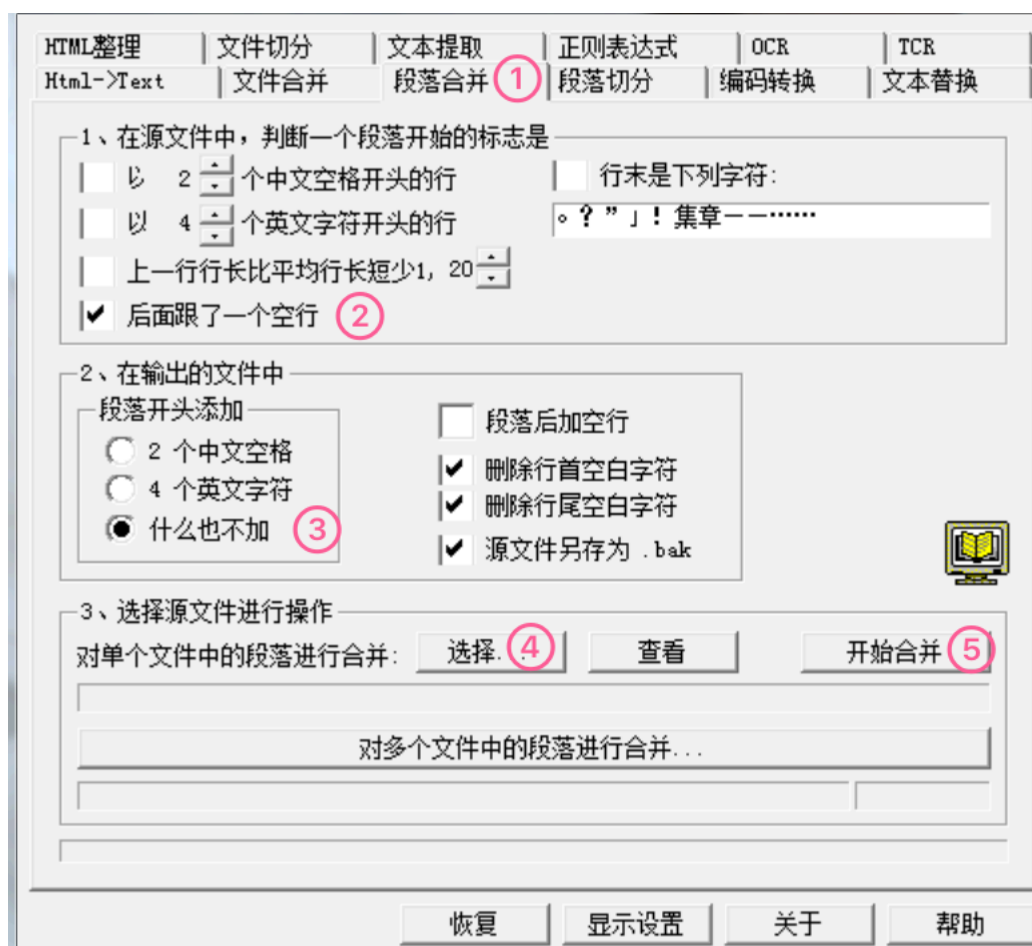 HTML整理 文件切分 文本提取 正则表达式 OCR TCR
Html->Text 文件合并 段落合并 1 段落切分 编码转换 文本替换
1、在源文件中，判断一个段落开始的标志是
以 2 个中文空格开头的行 行末是下列字符:
以 4 个英文字符开头的行 。？”」！集章——……
上一行行长比平均行长短少1, 20
后面跟了一个空行 2
2、在输出的文件中
段落开头添加
段落后加空行
2 个中文空格
删除行首空白字符
4 个英文字符
删除行尾空白字符
什么也不加 3
源文件另存为 .bak
3、选择源文件进行操作
对单个文件中的段落进行合并: 选择. 4 查看 开始合并 5
对多个文件中的段落进行合并...
恢复 显示设置 关于 帮助